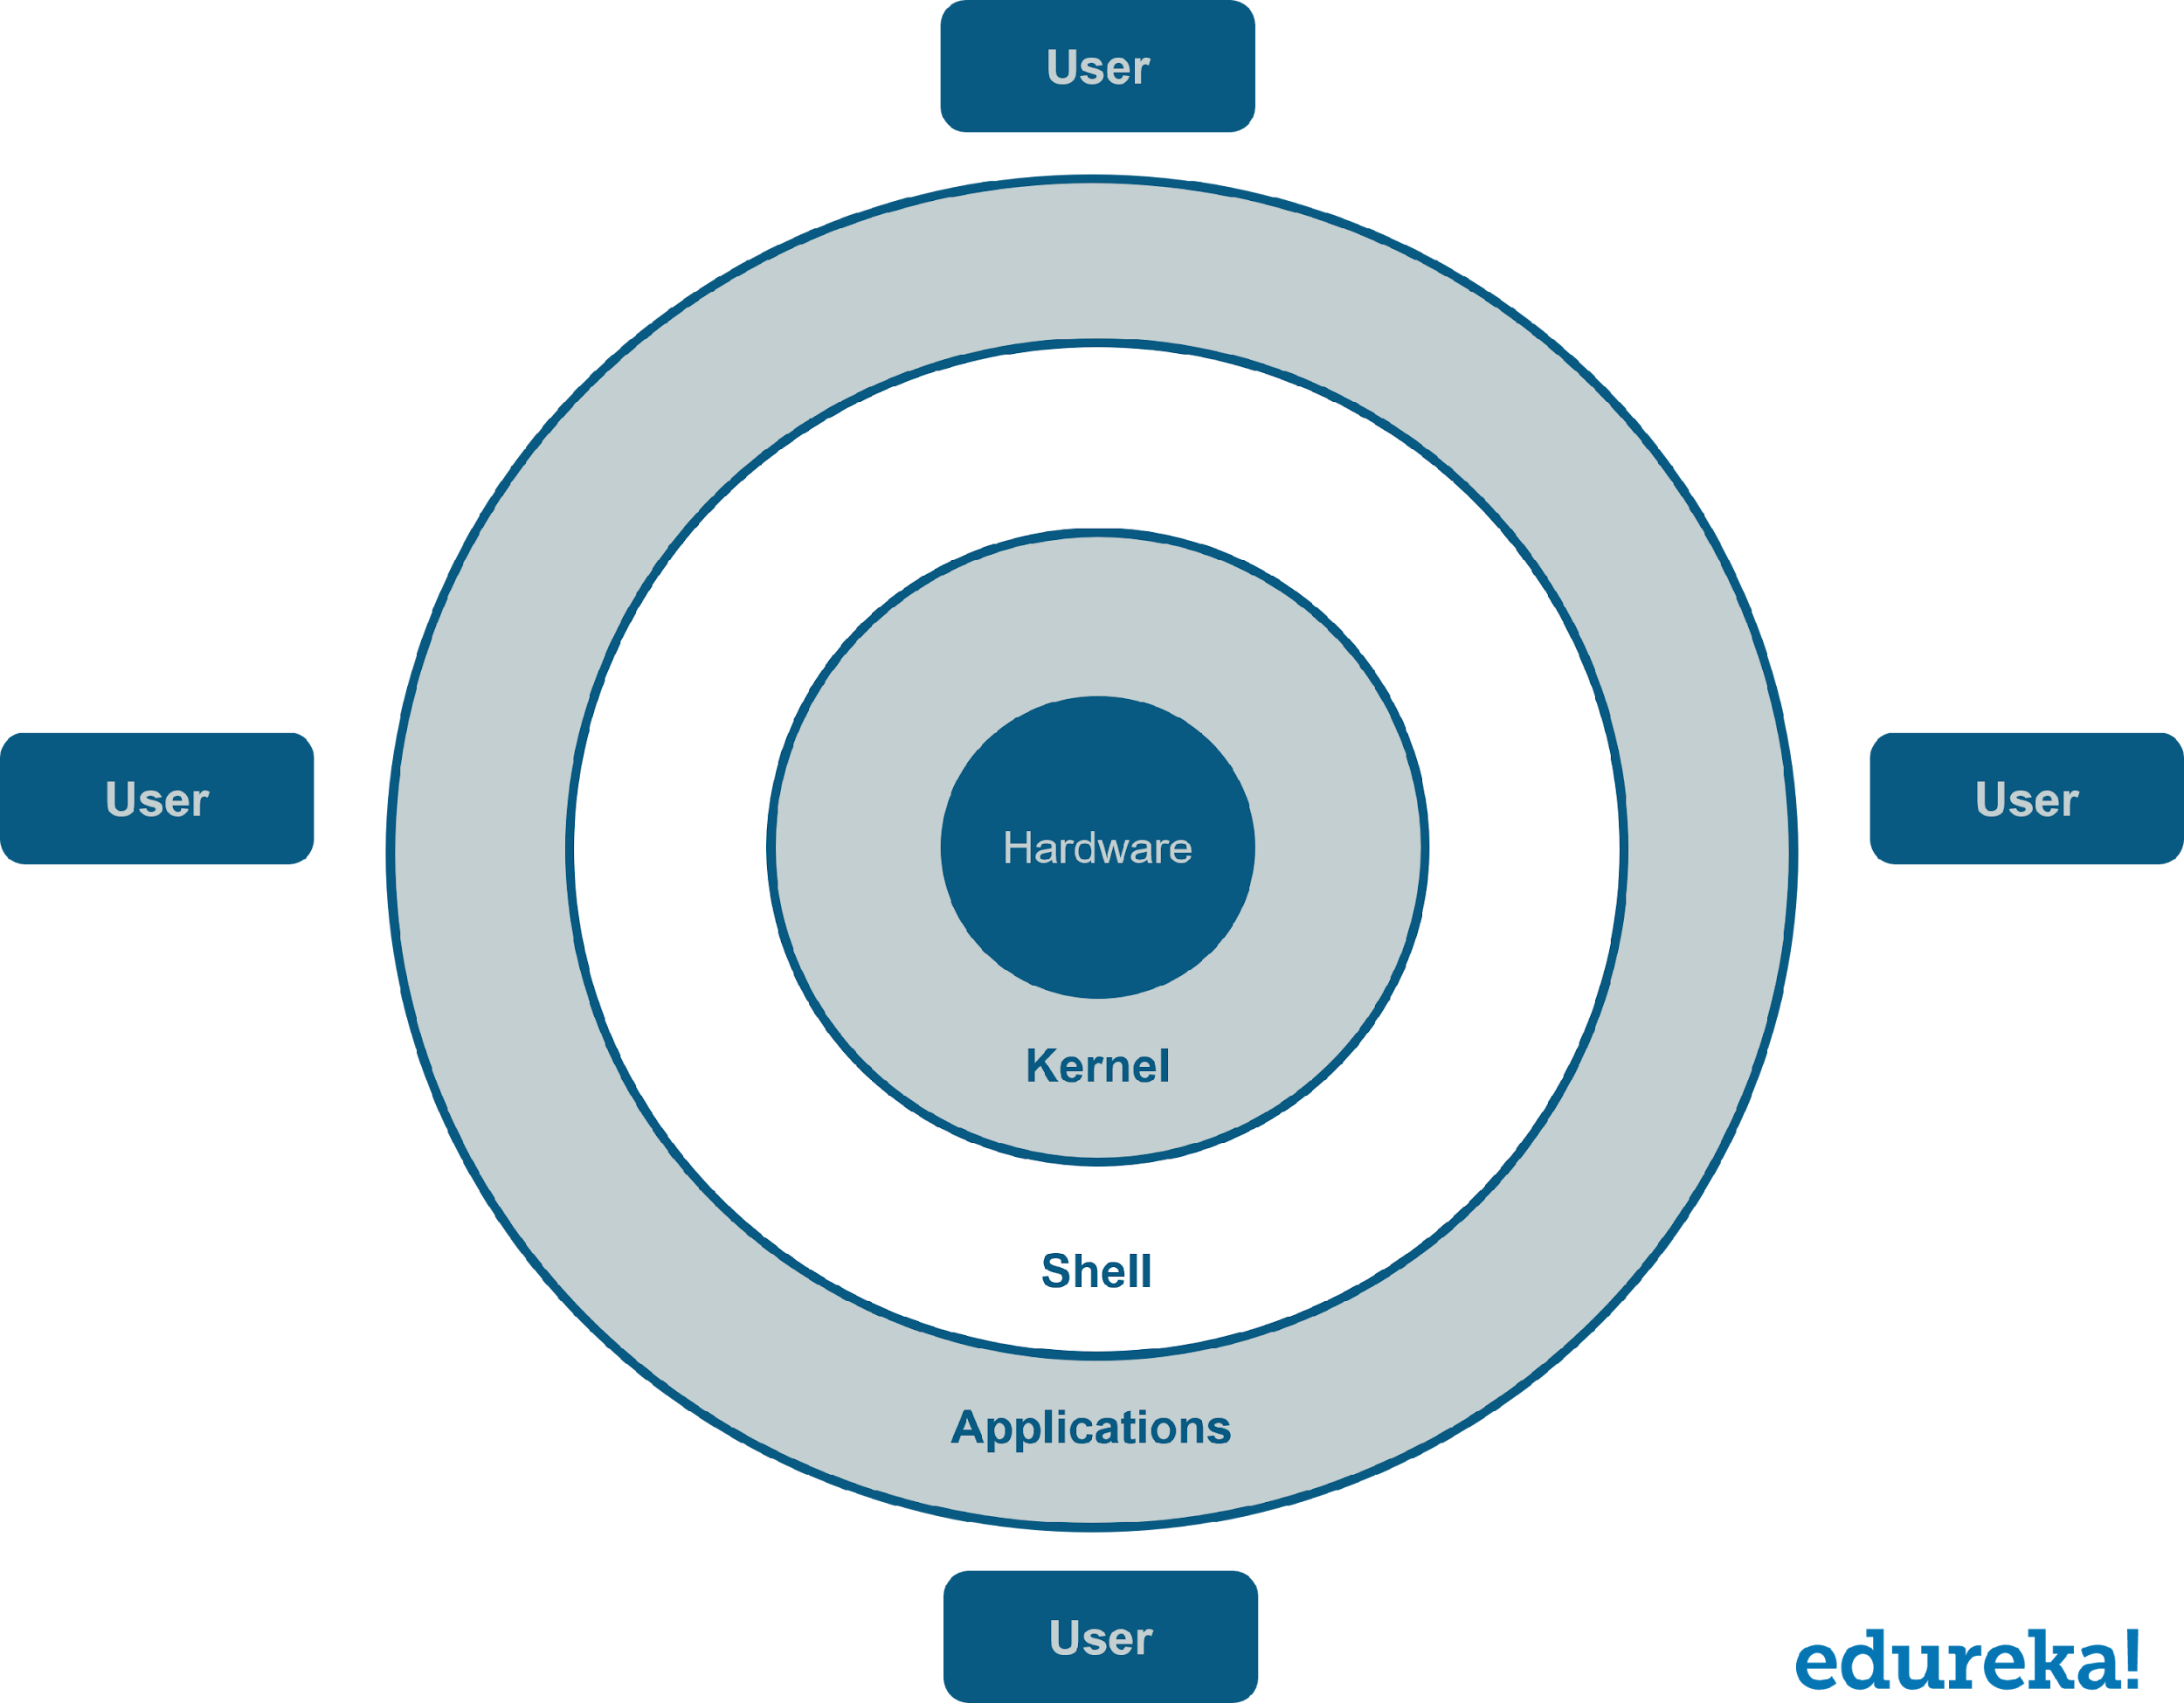 User
User
User
Hardware
Kernel
Shell
Applications
User
edureka!